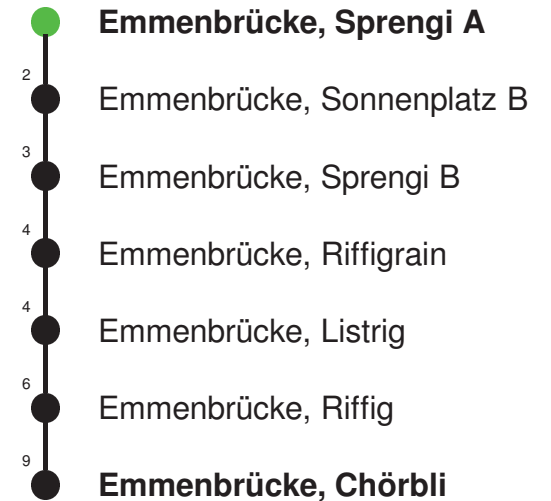 Emmenbrücke, Sprengi A
2
Emmenbrücke, Sonnenplatz B
3
Emmenbrücke, Sprengi B
4
Emmenbrücke, Riffigrain
4
Emmenbrücke, Listrig
6
Emmenbrücke, Riffig
9
Emmenbrücke, Chörbli